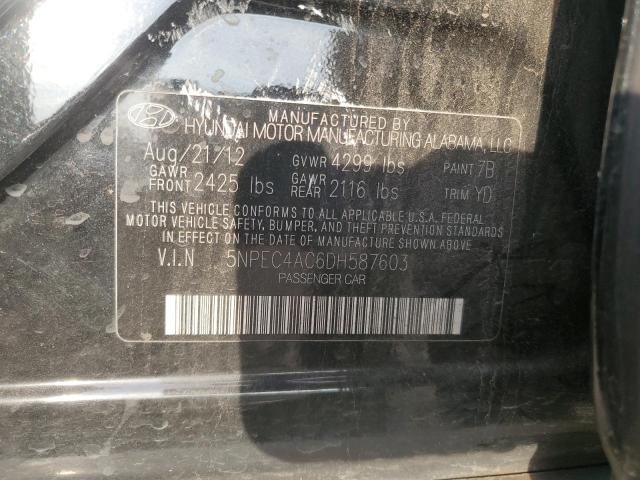 MANUFACTURED BY
HYUNDAI MOTOR MANUFACTURING ALABAMA, LLC
Aug/21/12 GVWR 4299 lbs PAINT 7B
GAWR FRONT 2425 lbs GAWR REAR 2116 lbs TRIM YD
THIS VEHICLE CONFORMS TO ALL APPLICABLE U.S.A. FEDERAL
MOTOR VEHICLE SAFETY, BUMPER, AND THEFT PREVENTION STANDARDS
IN EFFECT ON THE DATE OF MANUFACTURE SHOWN ABOVE.
V.I.N 5NPEC4AC6DH587603
PASSENGER CAR